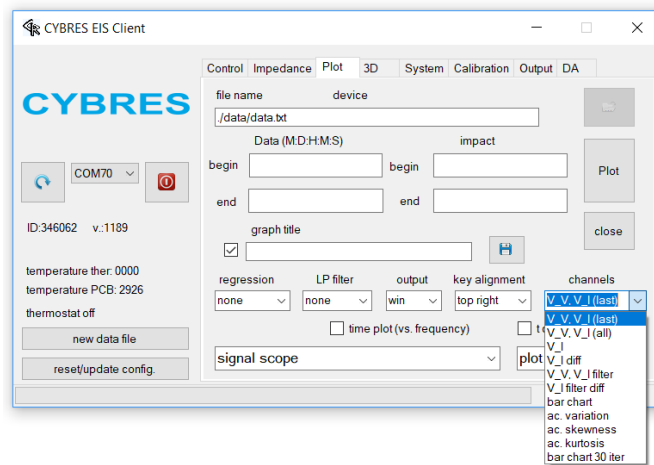 CYBRES EIS Client
Control Impedance Plot 3D System Calibration Output DA
CYBRES
file name device
./data/data.txt
Data (M:D:H:M:S) impact
begin begin
Plot
COM70
end end
ID:346062 v.:1189
graph title
close
temperature ther: 0000
temperature PCB: 2926
thermostat off
regression LP filter output key alignment channels
none none win top right V_V, V_I (last)
time plot (vs. frequency)
new data file
signal scope plot
reset/update config.
V_V, V_I (last)
V_V, V_I (all)
V_I
V_I diff
V_V, V_I filter
V_I filter diff
bar chart
ac. variation
ac. skewness
ac. kurtosis
bar chart 30 iter